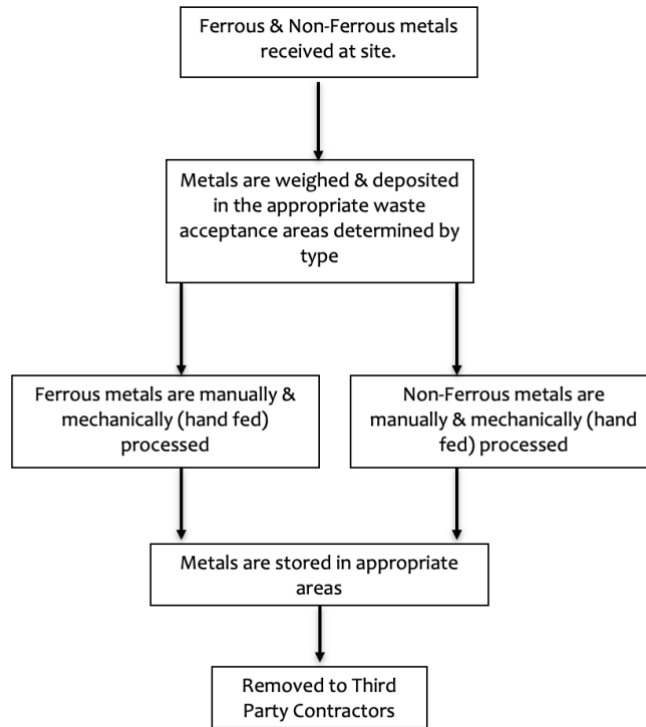 Ferrous & Non-Ferrous metals
received at site.
Metals are weighed & deposited
in the appropriate waste
acceptance areas determined by
type
Ferrous metals are manually &
mechanically (hand fed)
processed
Non-Ferrous metals are
manually & mechanically (hand
fed) processed
Metals are stored in appropriate
areas
Removed to Third
Party Contractors